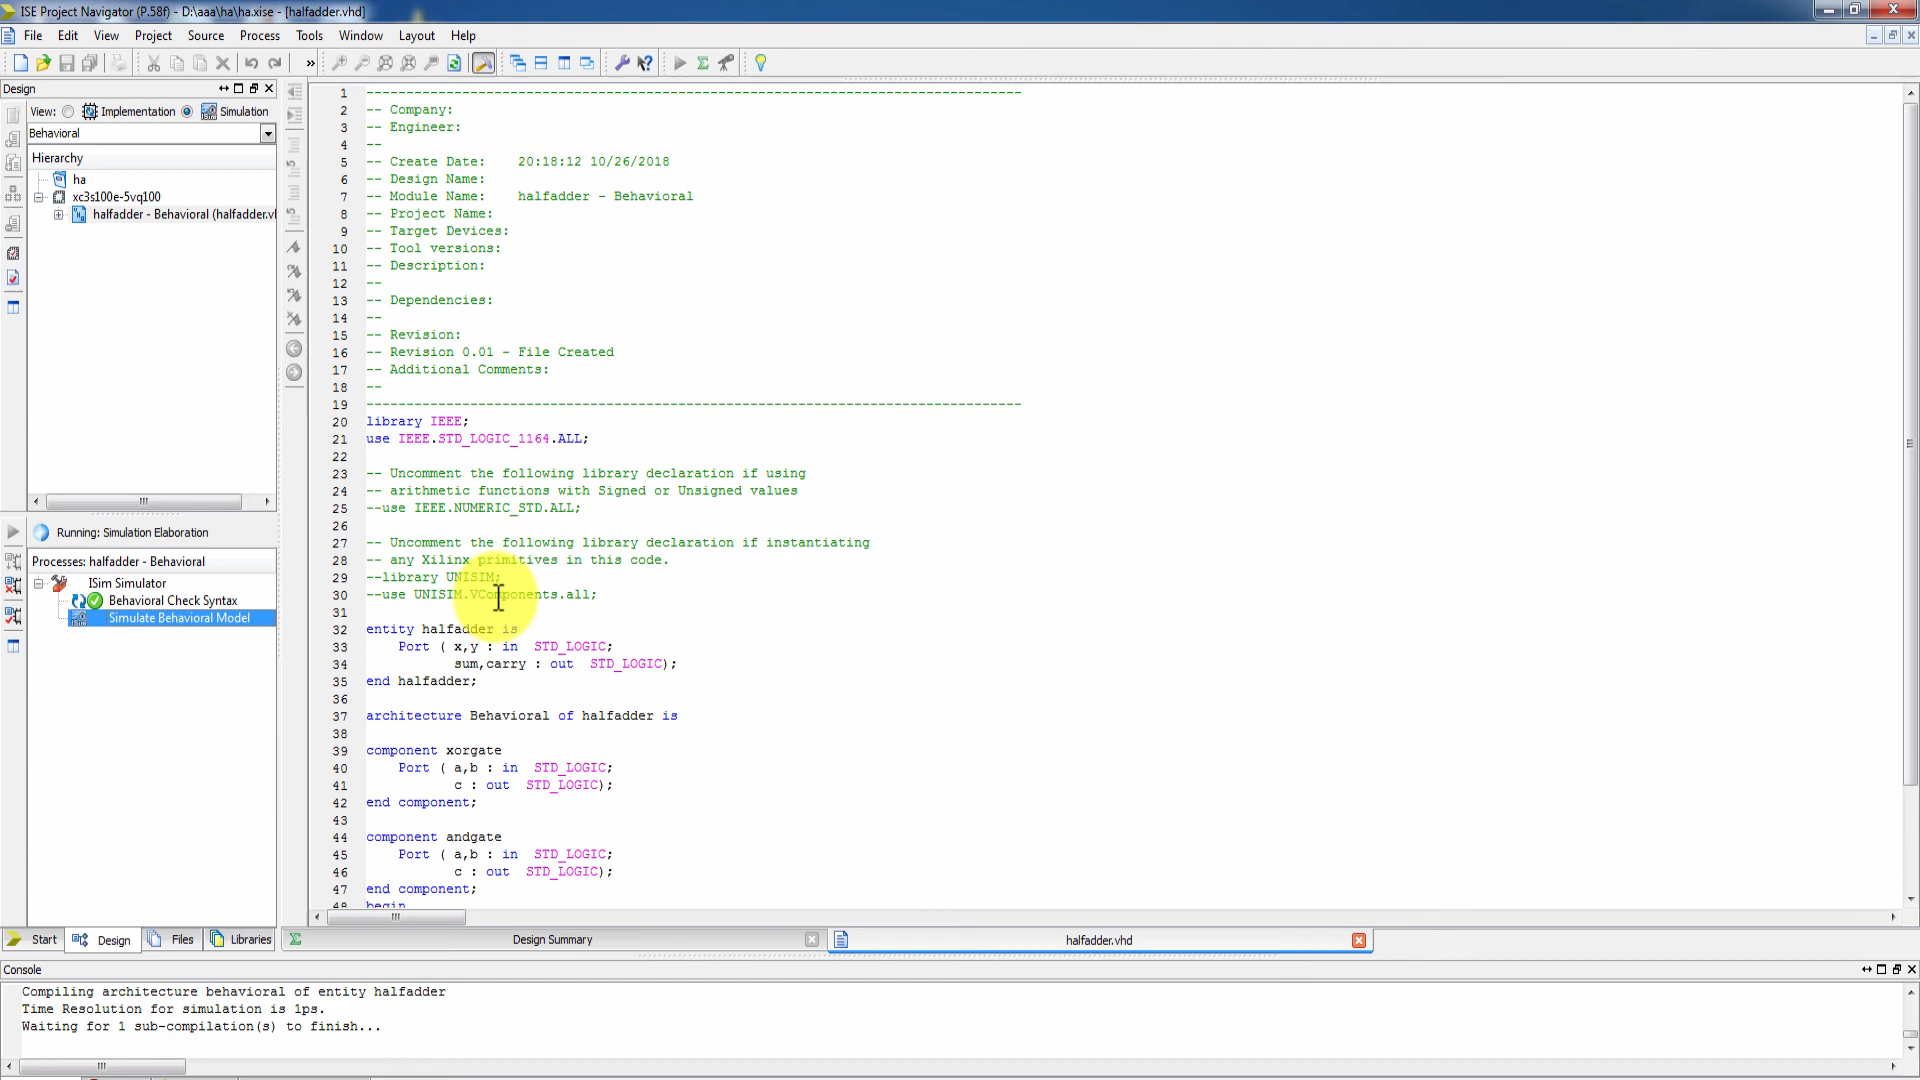 ISE Project Navigator (P.58f) - D:\aaa\ha\ha.xise - [halfadder.vhd]
File Edit View Project Source Process Tools Window Layout Help
»
Design
View: Implementation Simulation
Behavioral
Hierarchy
ha
xc3s100e-5vq100
halfadder - Behavioral (halfadder.vl
Running: Simulation Elaboration
Processes: halfadder - Behavioral
ISim Simulator
Behavioral Check Syntax
Simulate Behavioral Model
1 --------------------------------------------------------------------------------
2 -- Company:
3 -- Engineer:
4 --
5 -- Create Date:    20:18:12 10/26/2018
6 -- Design Name:
7 -- Module Name:    halfadder - Behavioral
8 -- Project Name:
9 -- Target Devices:
10 -- Tool versions:
11 -- Description:
12 --
13 -- Dependencies:
14 --
15 -- Revision:
16 -- Revision 0.01 - File Created
17 -- Additional Comments:
18 --
19 --------------------------------------------------------------------------------
20 library IEEE;
21 use IEEE.STD_LOGIC_1164.ALL;
22
23 -- Uncomment the following library declaration if using
24 -- arithmetic functions with Signed or Unsigned values
25 --use IEEE.NUMERIC_STD.ALL;
26
27 -- Uncomment the following library declaration if instantiating
28 -- any Xilinx primitives in this code.
29 --library UNISIM;
30 --use UNISIM.VComponents.all;
31
32 entity halfadder is
33     Port ( x,y : in  STD_LOGIC;
34            sum,carry : out  STD_LOGIC);
35 end halfadder;
36
37 architecture Behavioral of halfadder is
38
39 component xorgate
40     Port ( a,b : in  STD_LOGIC;
41            c : out  STD_LOGIC);
42 end component;
43
44 component andgate
45     Port ( a,b : in  STD_LOGIC;
46            c : out  STD_LOGIC);
47 end component;
48 begin
Start Design Files Libraries
Design Summary
halfadder.vhd
Console
Compiling architecture behavioral of entity halfadder
Time Resolution for simulation is 1ps.
Waiting for 1 sub-compilation(s) to finish...